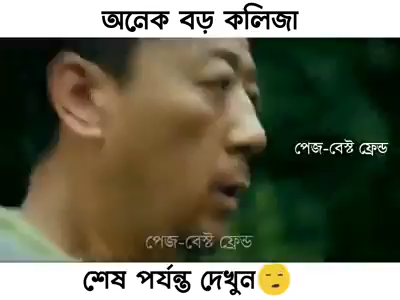 অনেক বড় কলিজা
পেজ-বেস্ট ফ্রেন্ড
পেজ-বেস্ট ফ্রেন্ড
শেষ পর্যন্ত দেখুন😔